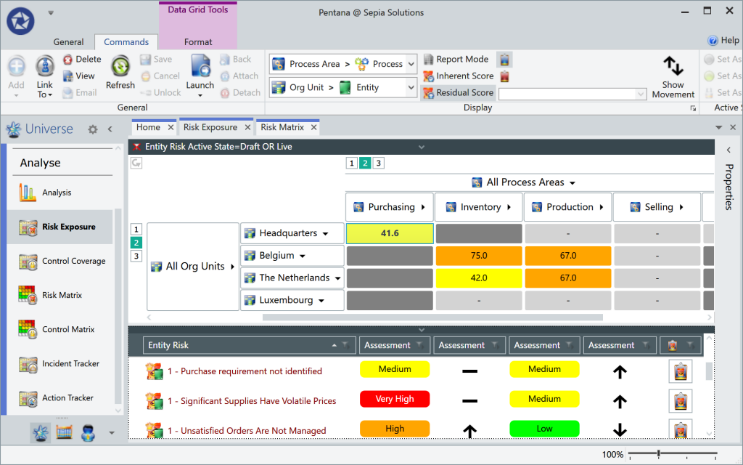 Data Grid Tools
Pentana @ Sepia Solutions
General
Commands
Format
Help
Add
Link
To
Delete
View
Email
Refresh
Save
Cancel
Unlock
Launch
Back
Attach
Detach
General
Process Area > Process
Org Unit > Entity
Report Mode
Inherent Score
Residual Score
Display
Show
Movement
Set As
Set As
Active S
Universe
Home
Risk Exposure
Risk Matrix
Entity Risk Active State=Draft OR Live
Properties
Analyse
Analysis
Risk Exposure
Control Coverage
Risk Matrix
Control Matrix
Incident Tracker
Action Tracker
1 2 3
All Process Areas
Purchasing Inventory Production Selling
1
2
3
All Org Units
Headquarters 41.6 - -
Belgium 75.0 67.0 -
The Netherlands 42.0 67.0 -
Luxembourg - - -
Entity Risk Assessment Assessment Assessment Assessment
1 - Purchase requirement not identified Medium Medium
1 - Significant Supplies Have Volatile Prices Very High Medium
1 - Unsatisfied Orders Are Not Managed High Low
100%